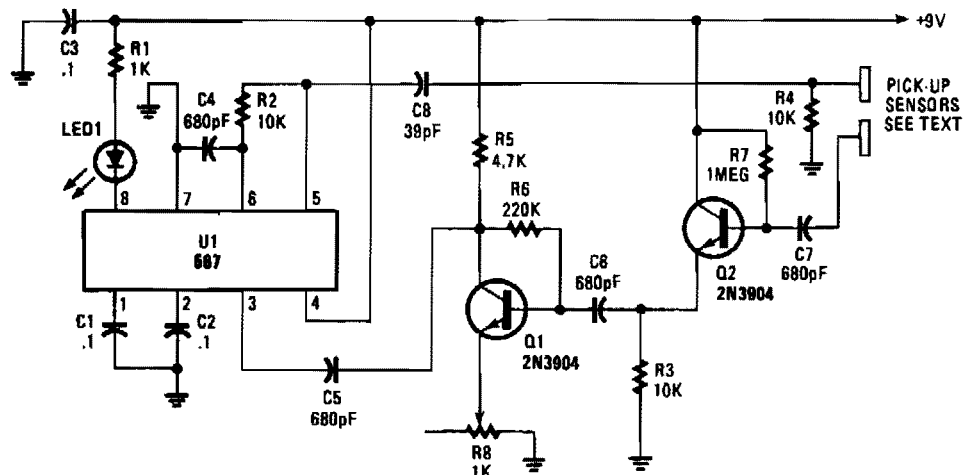 +9V
C3
.1
R1
1K
LED1
C4
680pF
R2
10K
C8
39pF
R4
10K
PICK-UP
SENSORS
SEE TEXT
R5
4.7K
R6
220K
R7
1MEG
8
7
6
5
U1
567
1
2
3
4
C1
.1
C2
.1
C5
680pF
Q1
2N3904
C6
680pF
Q2
2N3904
C7
680pF
R3
10K
R8
1K